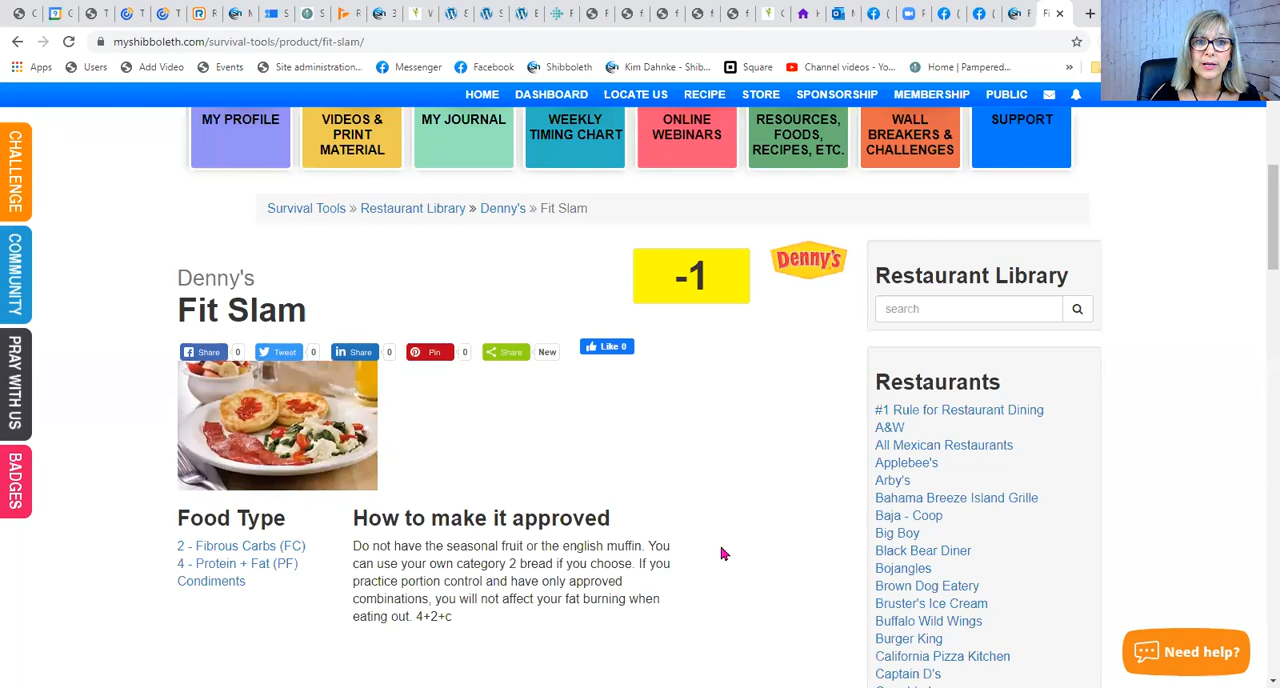 C
C
T
T
R
N
S
R
3
V
8
S
E
F
F
f
f
f
f
C
H
N
(
F
(
(
F
Fi
myshibboleth.com/survival-tools/product/fit-slam/
Apps
Users
Add Video
Events
Site administration...
Messenger
Facebook
Shibboleth
Kim Dahnke - Shib...
Square
Channel videos - Yo...
Home | Pampered...
»
HOME
DASHBOARD
LOCATE US
RECIPE
STORE
SPONSORSHIP
MEMBERSHIP
PUBLIC
MY PROFILE
VIDEOS &
PRINT
MATERIAL
MY JOURNAL
WEEKLY
TIMING CHART
ONLINE
WEBINARS
RESOURCES,
FOODS,
RECIPES, ETC.
WALL
BREAKERS &
CHALLENGES
SUPPORT
CHALLENGE
COMMUNITY
PRAY WITH US
BADGES
Survival Tools » Restaurant Library » Denny's » Fit Slam
Denny's
Fit Slam
-1
Denny's
Share 0
Tweet 0
Share 0
Pin 0
Share New
Like 0
Food Type
2 - Fibrous Carbs (FC)
4 - Protein + Fat (PF)
Condiments
How to make it approved
Do not have the seasonal fruit or the english muffin. You
can use your own category 2 bread if you choose. If you
practice portion control and have only approved
combinations, you will not affect your fat burning when
eating out. 4+2+c
Restaurant Library
search
Restaurants
#1 Rule for Restaurant Dining
A&W
All Mexican Restaurants
Applebee's
Arby's
Bahama Breeze Island Grille
Baja - Coop
Big Boy
Black Bear Diner
Bojangles
Brown Dog Eatery
Bruster's Ice Cream
Buffalo Wild Wings
Burger King
California Pizza Kitchen
Captain D's
Need help?